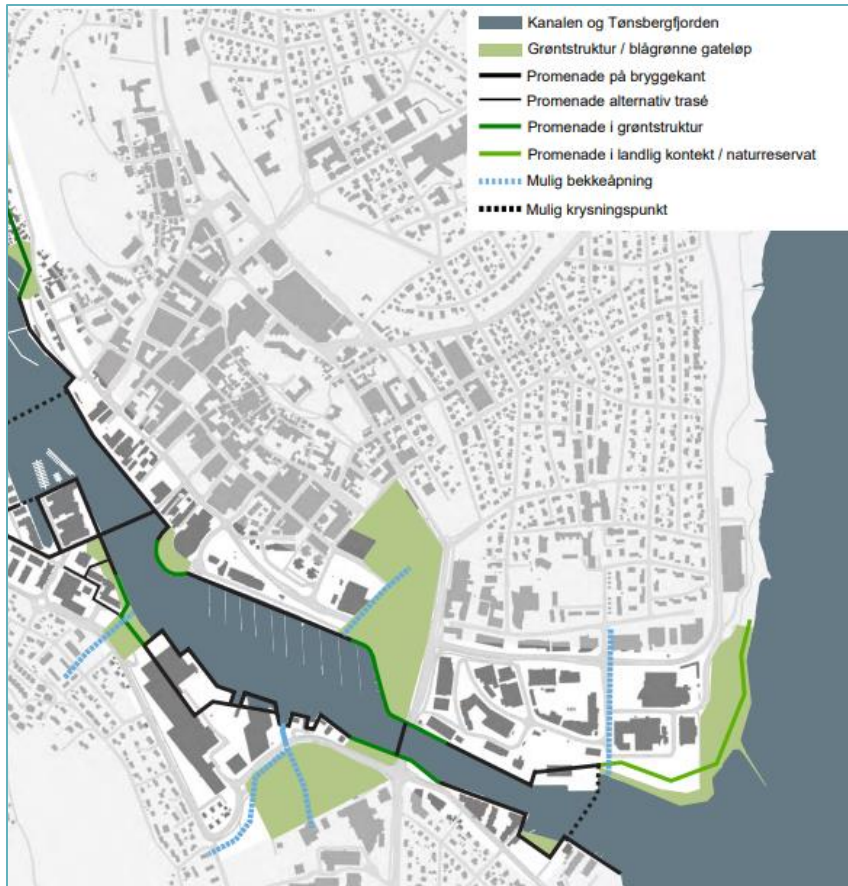 Kanalen og Tønsbergfjorden
Grøntstruktur / blågrønne gateløp
Promenade på bryggekant
Promenade alternativ trasé
Promenade i grøntstruktur
Promenade i landlig kontekt / naturreservat
Mulig bekkeåpning
Mulig krysningspunkt